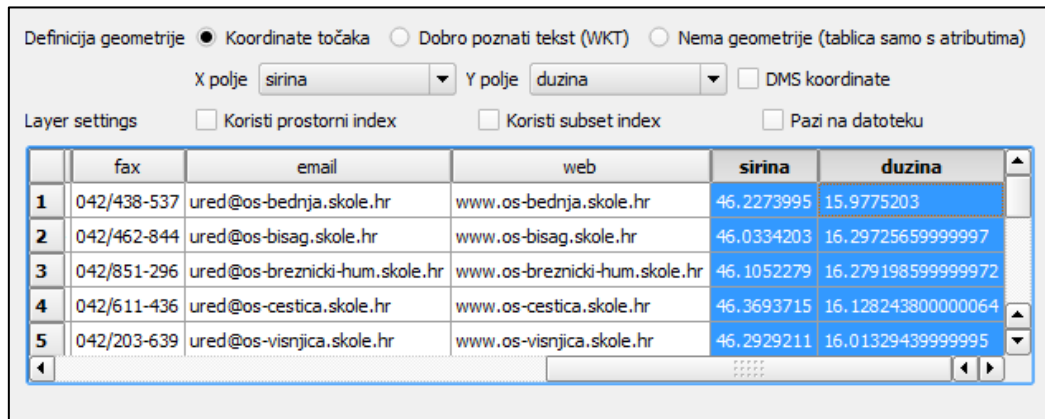 Definicija geometrije Koordinate točaka Dobro poznati tekst (WKT) Nema geometrije (tablica samo s atributima)
X polje sirina Y polje duzina DMS koordinate
Layer settings Koristi prostorni index Koristi subset index Pazi na datoteku
fax email web sirina duzina
1 042/438-537 ured@os-bednja.skole.hr www.os-bednja.skole.hr 46.2273995 15.9775203
2 042/462-844 ured@os-bisag.skole.hr www.os-bisag.skole.hr 46.0334203 16.29725659999997
3 042/851-296 ured@os-breznicki-hum.skole.hr www.os-breznicki-hum.skole.hr 46.1052279 16.279198599999972
4 042/611-436 ured@os-cestica.skole.hr www.os-cestica.skole.hr 46.3693715 16.128243800000064
5 042/203-639 ured@os-visnjica.skole.hr www.os-visnjica.skole.hr 46.2929211 16.01329439999995